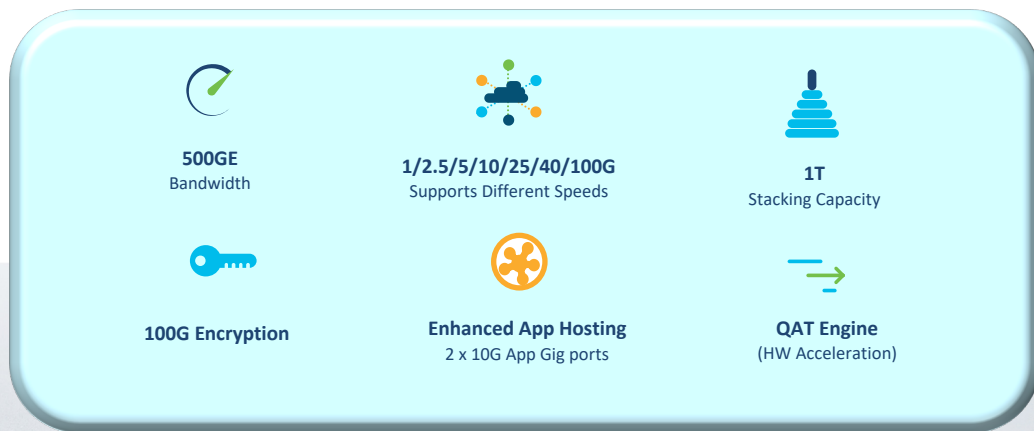 500GE
Bandwidth
1/2.5/5/10/25/40/100G
Supports Different Speeds
1T
Stacking Capacity
100G Encryption
Enhanced App Hosting
2 x 10G App Gig ports
QAT Engine
(HW Acceleration)